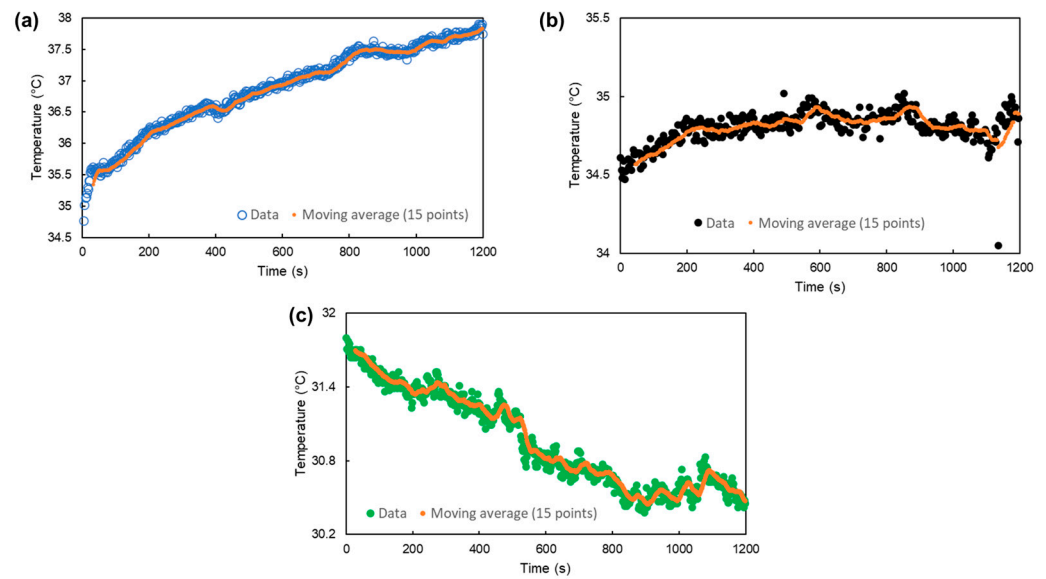 (a)
38
37.5
37
36.5
36
35.5
35
34.5
Temperature (°C)
Data
Moving average (15 points)
0
200
400
600
800
1000
1200
Time (s)
(b)
35.5
35
34.5
34
Temperature (°C)
Data
Moving average (15 points)
0
200
400
600
800
1000
1200
Time (s)
(c)
32
31.4
30.8
30.2
Temperature (°C)
Data
Moving average (15 points)
0
200
400
600
800
1000
1200
Time (s)